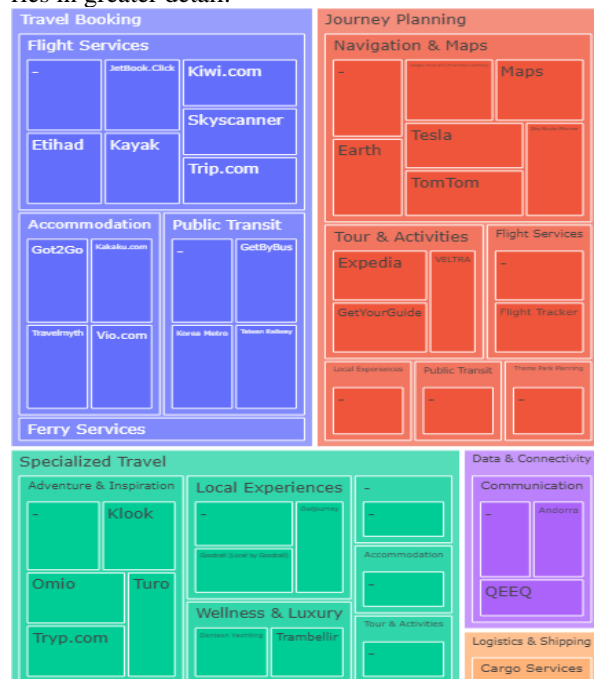 ries in greater detail.
Travel Booking
Flight Services
-
JetBook.Click
Kiwi.com
Skyscanner
Etihad
Kayak
Trip.com
Accommodation
Got2Go
Kakaku.com
Travelmyth
Vio.com
Public Transit
-
GetByBus
Korea Metro
Taiwan Railway
Ferry Services
Journey Planning
Navigation & Maps
-
Maps
Earth
Tesla
TomTom
Tour & Activities
Expedia
VELTRA
GetYourGuide
Flight Services
-
Flight Tracker
Local Experiences
-
Public Transit
-
Theme Park Planning
-
Specialized Travel
Adventure & Inspiration
-
Klook
Omio
Turo
Tryp.com
Local Experiences
-
Wellness & Luxury
Trambellir
-
-
Accommodation
-
Tour & Activities
-
Data & Connectivity
Communication
-
Andorra
QEEQ
Logistics & Shipping
Cargo Services